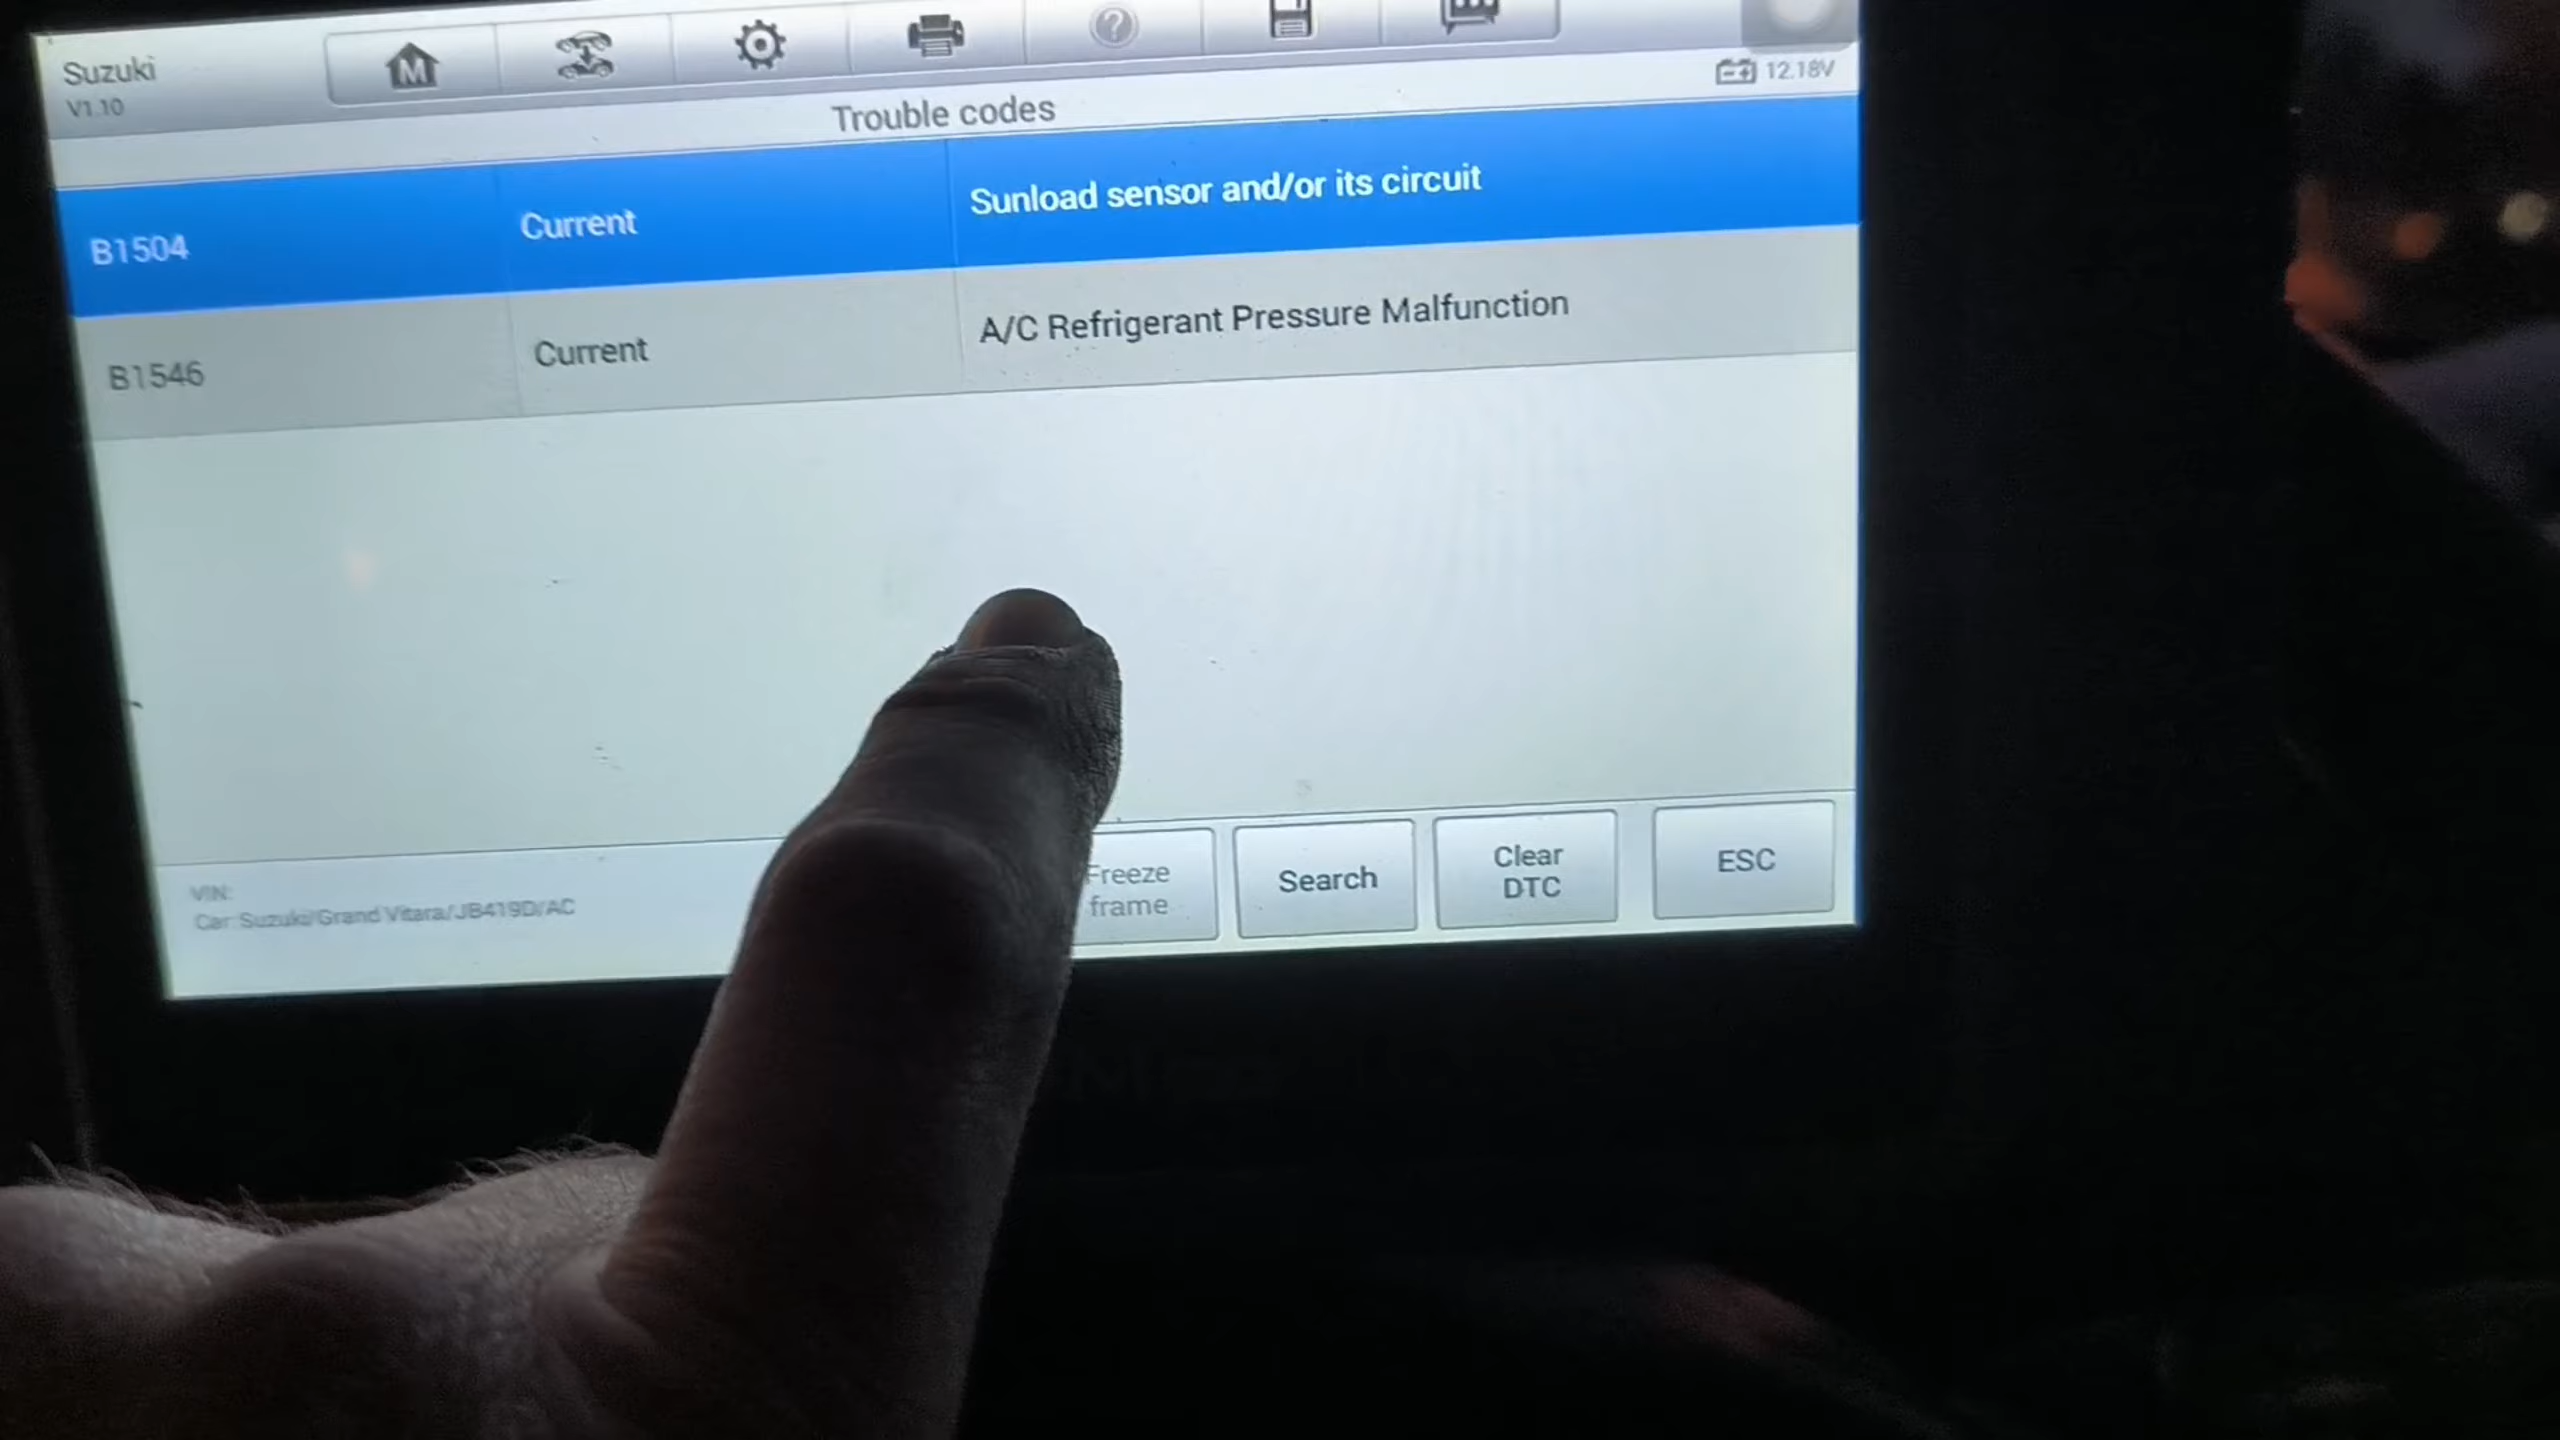 Suzuki
V1.10
M
12.18V
Trouble codes
B1504 Current Sunload sensor and/or its circuit
B1546 Current A/C Refrigerant Pressure Malfunction
VIN:
Car:Suzuki/Grand Vitara/JB419D/AC
Freeze
frame
Search
Clear
DTC
ESC